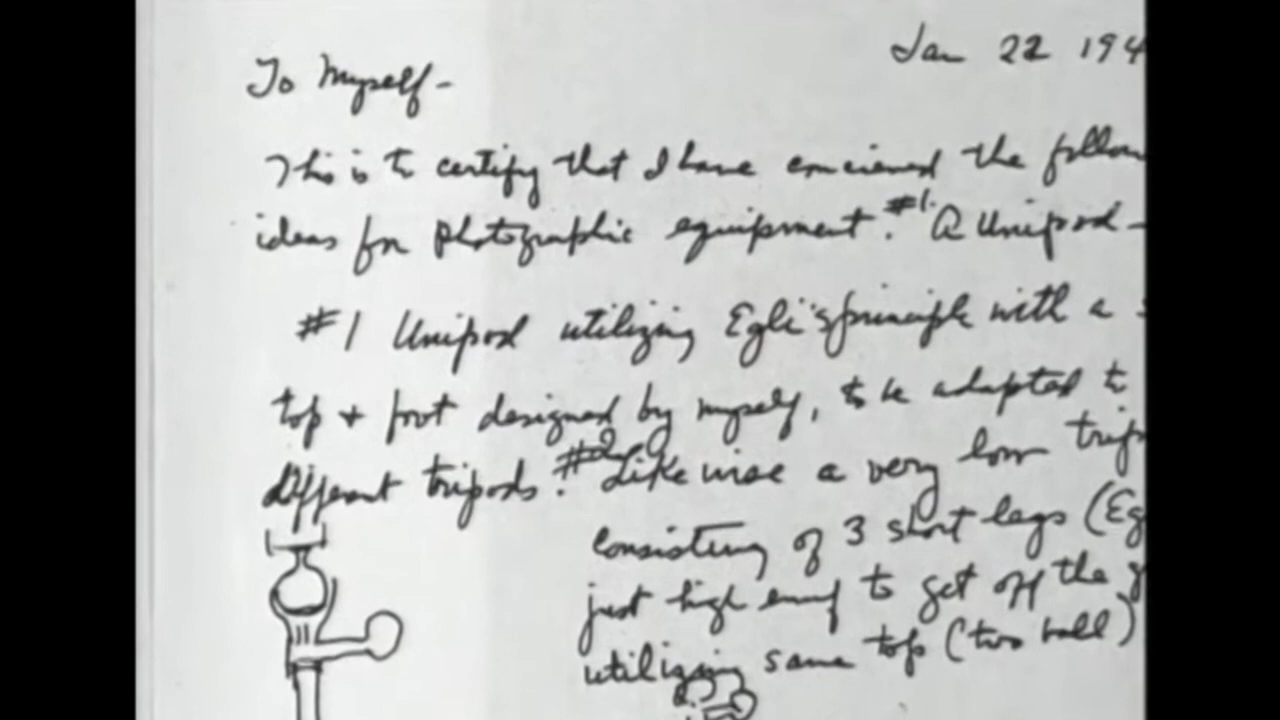 Jan 22 194
To Myself-
This is to certify that I have concieved the follow
ideas for photographic equipment. #1. A Unipod-
#1 Unipod utilizing Egli's principle with a
top + foot designed by myself, to be adapted to
different tripods. #2 Likewise a very low trip
consisting of 3 short legs (Eg
just high enuf to get off the g
utilizing same top (two ball)